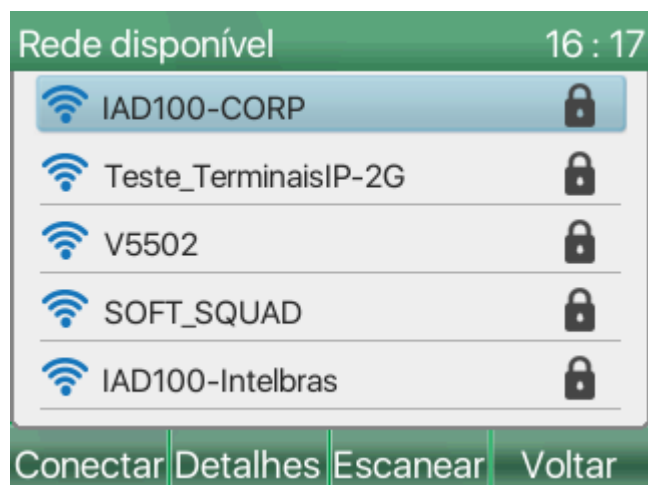 Rede disponível 16 : 17
IAD100-CORP
Teste_TerminaisIP-2G
V5502
SOFT_SQUAD
IAD100-Intelbras
Conectar Detalhes Escanear Voltar